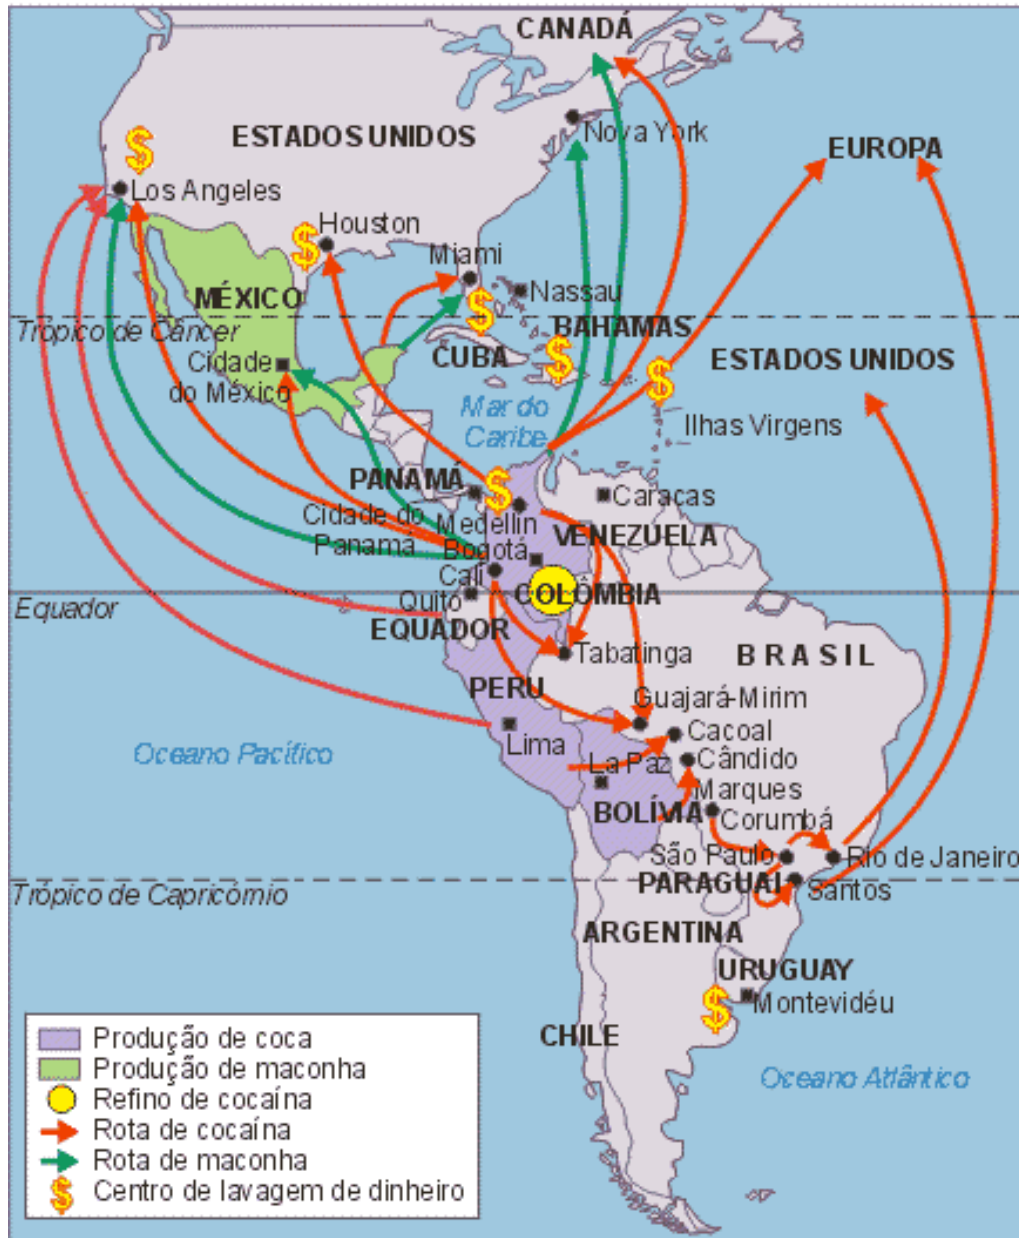 CANADÁ
ESTADOS UNIDOS
Nova York
EUROPA
Los Angeles
Houston
Miami
Nassau
MÉXICO
Trópico de Câncer
BAHAMAS
CUBA
ESTADOS UNIDOS
Cidade
do México
Mar do
Caribe
Ilhas Virgens
PANAMÁ
Caracas
Cidade do
Panamá
Medellin
VENEZUELA
Bogotá
Cali
COLÔMBIA
Quito
Equador
EQUADOR
Tabatinga
BRASIL
PERU
Guajará-Mirim
Lima
Cacoal
Oceano Pacífico
La Paz
Cândido
Marques
BOLÍVIA
Corumbá
São Paulo
Rio de Janeiro
PARAGUAI
Santos
Trópico de Capricórnio
ARGENTINA
URUGUAY
Montevidéu
CHILE
Oceano Atlântico
Produção de coca
Produção de maconha
Refino de cocaína
Rota de cocaína
Rota de maconha
$ Centro de lavagem de dinheiro